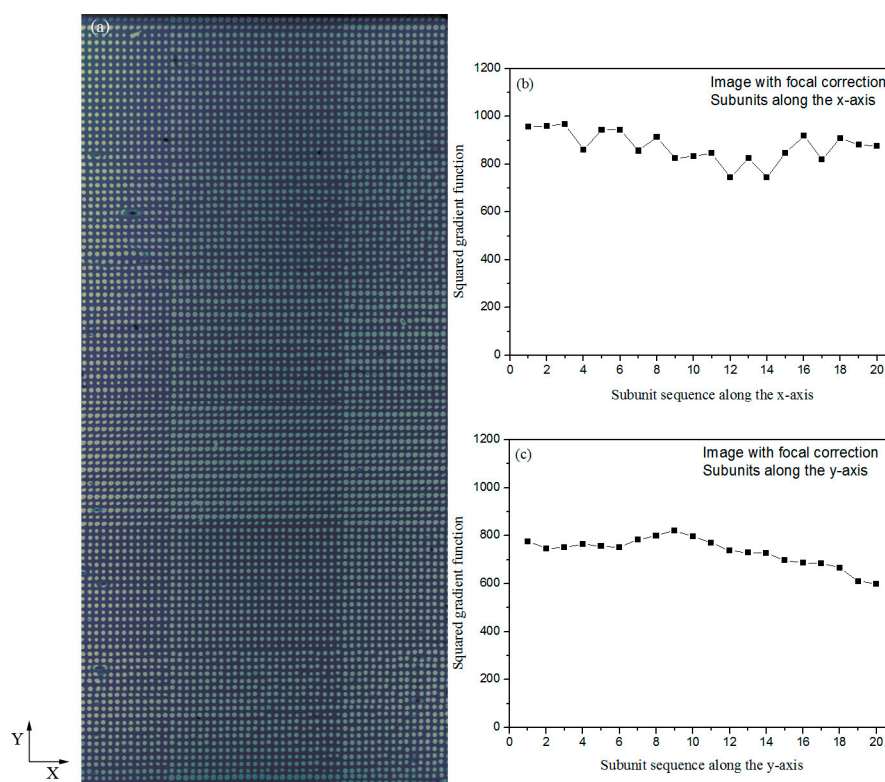 (a)
Y
X
(b)
Image with focal correction
Subunits along the x-axis
Squared gradient function
1200
1000
800
600
400
200
0
0 2 4 6 8 10 12 14 16 18 20
Subunit sequence along the x-axis
(c)
Image with focal correction
Subunits along the y-axis
Squared gradient function
1200
1000
800
600
400
200
0
0 2 4 6 8 10 12 14 16 18 20
Subunit sequence along the y-axis